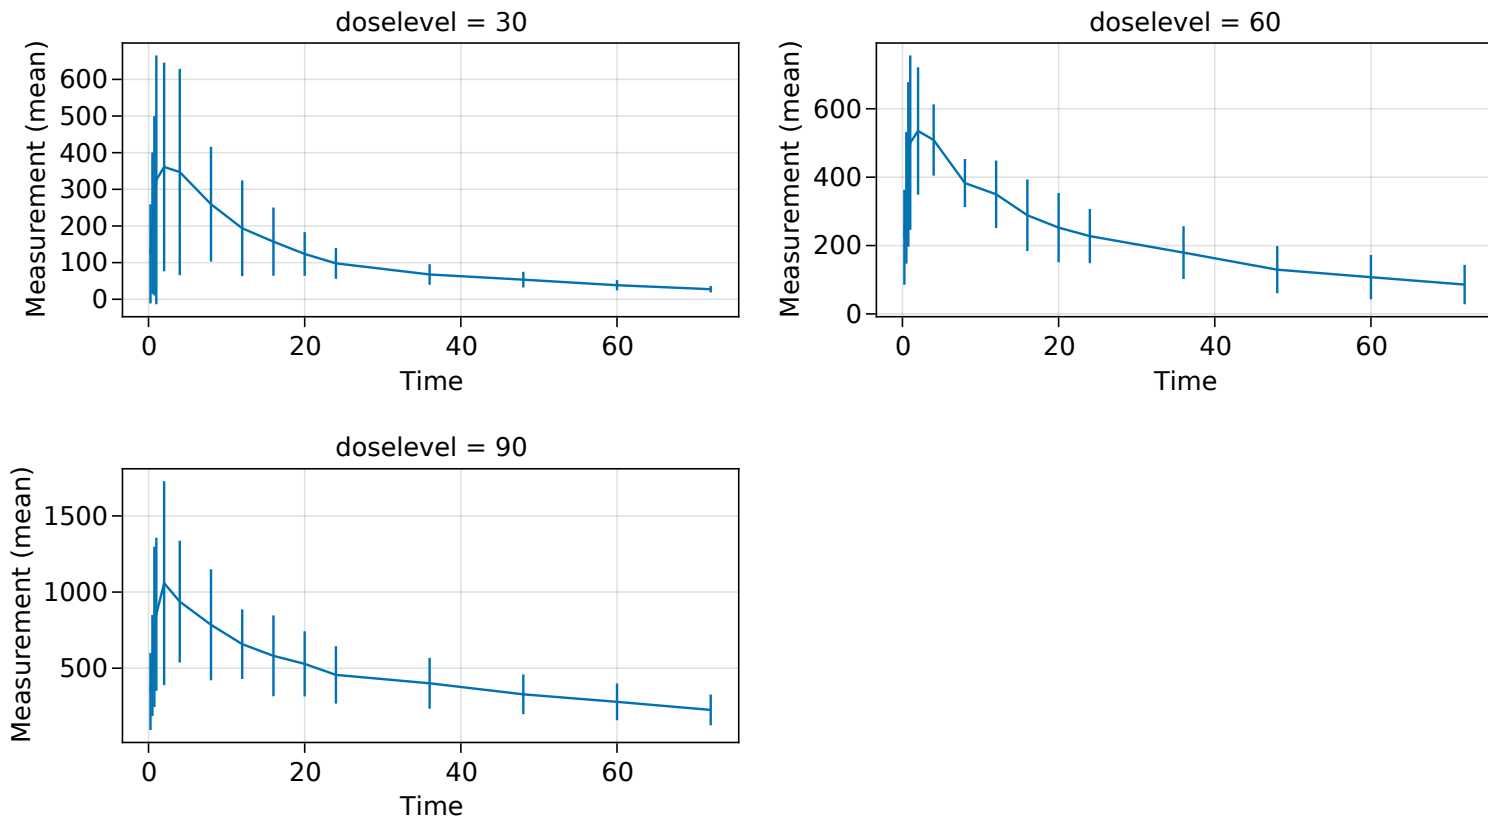 doselevel = 30
Measurement (mean)
600
500
400
300
200
100
0
0 20 40 60
Time
doselevel = 60
Measurement (mean)
600
400
200
0
0 20 40 60
Time
doselevel = 90
Measurement (mean)
1500
1000
500
0 20 40 60
Time